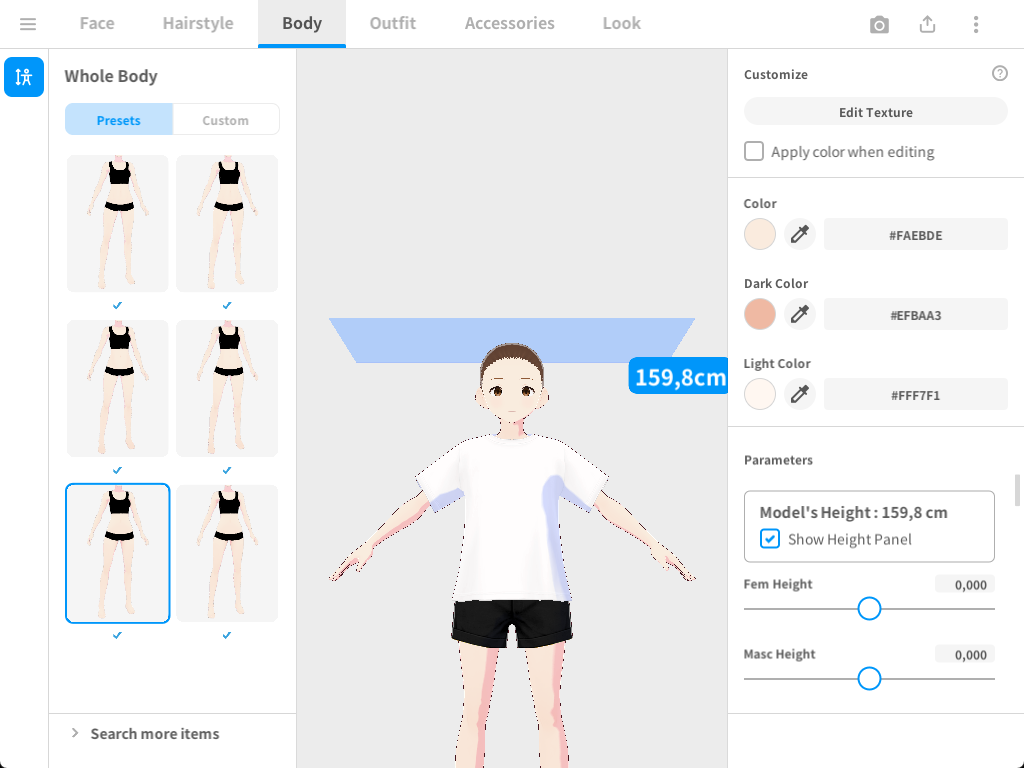 Face
Hairstyle
Body
Outfit
Accessories
Look
Whole Body
Presets
Custom
Search more items
159,8cm
Customize
Edit Texture
Apply color when editing
Color
#FAEBDE
Dark Color
#EFBAA3
Light Color
#FFF7F1
Parameters
Model's Height : 159,8 cm
Show Height Panel
Fem Height
0,000
Masc Height
0,000